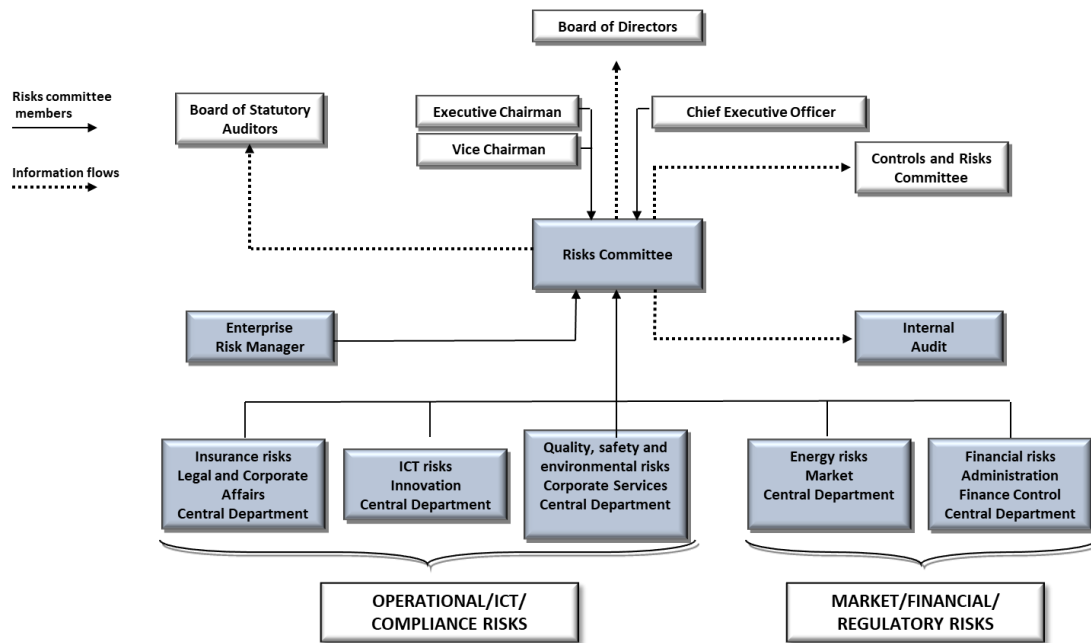 Board of Directors
Risks committee
members
Board of Statutory
Auditors
Executive Chairman
Chief Executive Officer
Vice Chairman
Information flows
Controls and Risks
Committee
Risks Committee
Enterprise
Risk Manager
Internal
Audit
Insurance risks
Legal and Corporate
Affairs
Central Department
ICT risks
Innovation
Central Department
Quality, safety and
environmental risks
Corporate Services
Central Department
Energy risks
Market
Central Department
Financial risks
Administration
Finance Control
Central Department
OPERATIONAL/ICT/
COMPLIANCE RISKS
MARKET/FINANCIAL/
REGULATORY RISKS